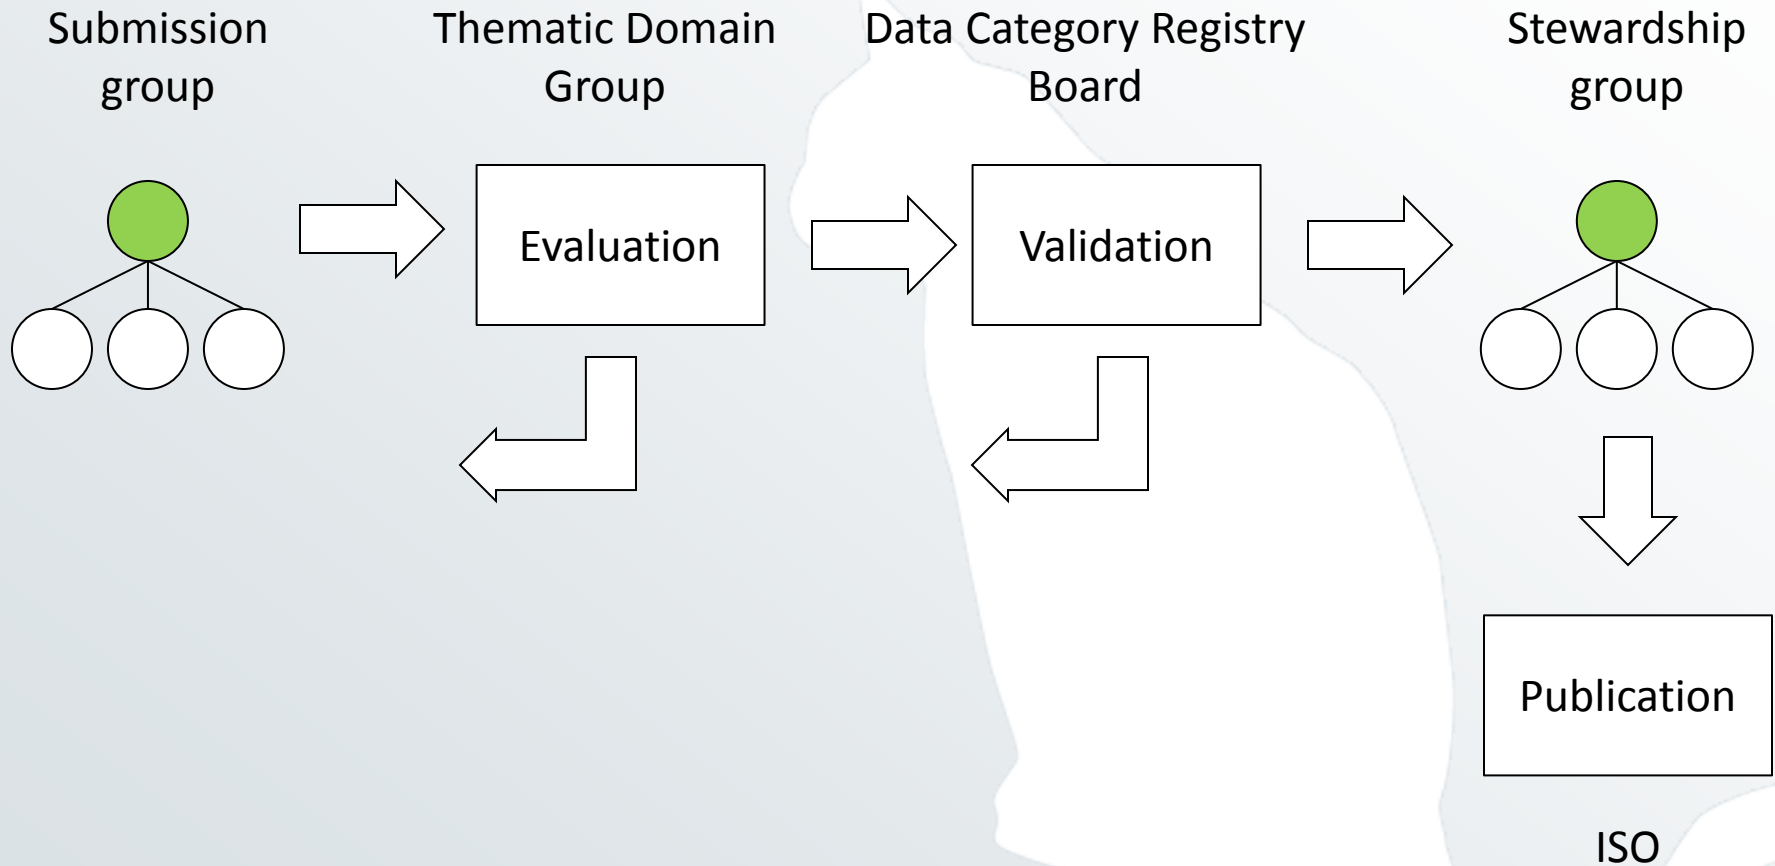 Submission
group
Thematic Domain
Group
Data Category Registry
Board
Stewardship
group
Evaluation
Validation
Publication
ISO